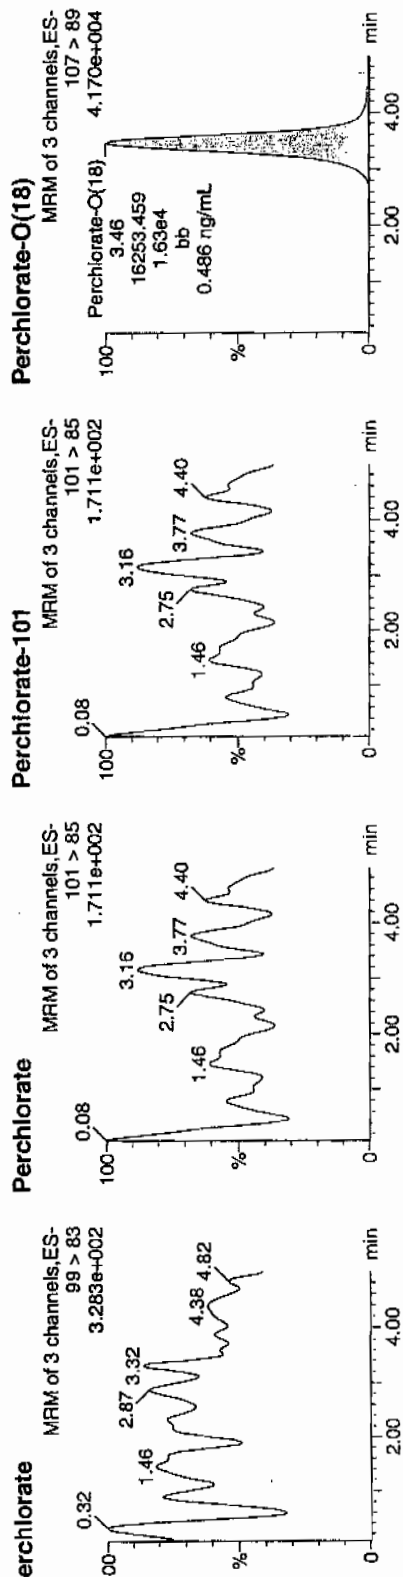 erchlorate
MRM of 3 channels,ES-
99 > 83
3.283e+002
0.32
1.46
2.87
3.32
4.38
4.82
00
%
0
2.00
4.00
min
Perchlorate
MRM of 3 channels,ES-
101 > 85
1.711e+002
0.08
1.46
2.75
3.16
3.77
4.40
100
%
0
2.00
4.00
min
Perchlorate-101
MRM of 3 channels,ES-
101 > 85
1.711e+002
0.08
1.46
2.75
3.16
3.77
4.40
100
%
0
2.00
4.00
min
Perchlorate-O(18)
MRM of 3 channels,ES-
107 > 89
4.170e+004
Perchlorate-O(18)
3.46
16253.459
1.63e4
bb
0.486 ng/mL
100
%
0
2.00
4.00
min